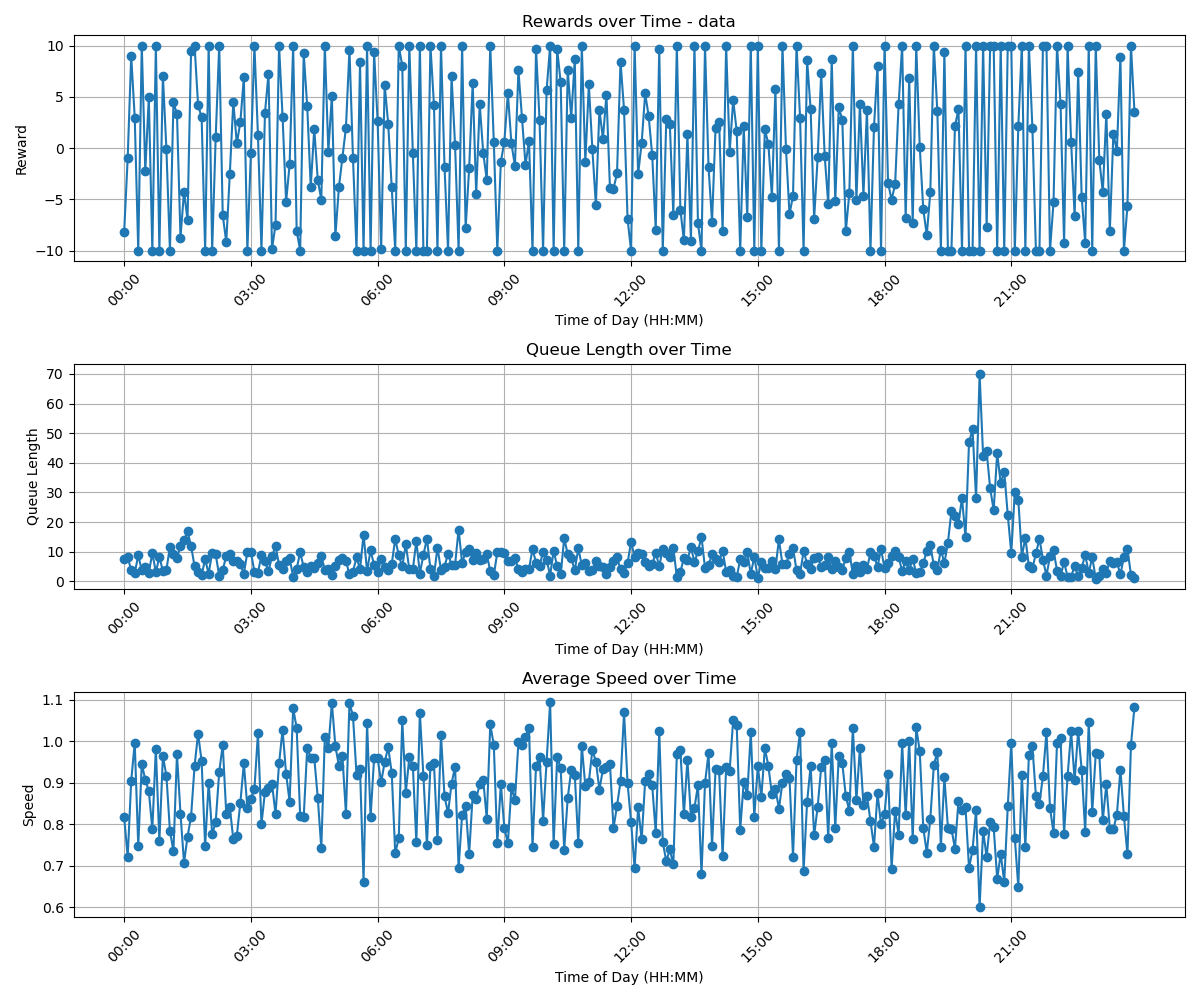 Rewards over Time - data
10
5
0
−5
−10
Reward
00:00 03:00 06:00 09:00 12:00 15:00 18:00 21:00
Time of Day (HH:MM)
Queue Length over Time
70
60
50
40
30
20
10
0
Queue Length
00:00 03:00 06:00 09:00 12:00 15:00 18:00 21:00
Time of Day (HH:MM)
Average Speed over Time
1.1
1.0
0.9
0.8
0.7
0.6
Speed
00:00 03:00 06:00 09:00 12:00 15:00 18:00 21:00
Time of Day (HH:MM)